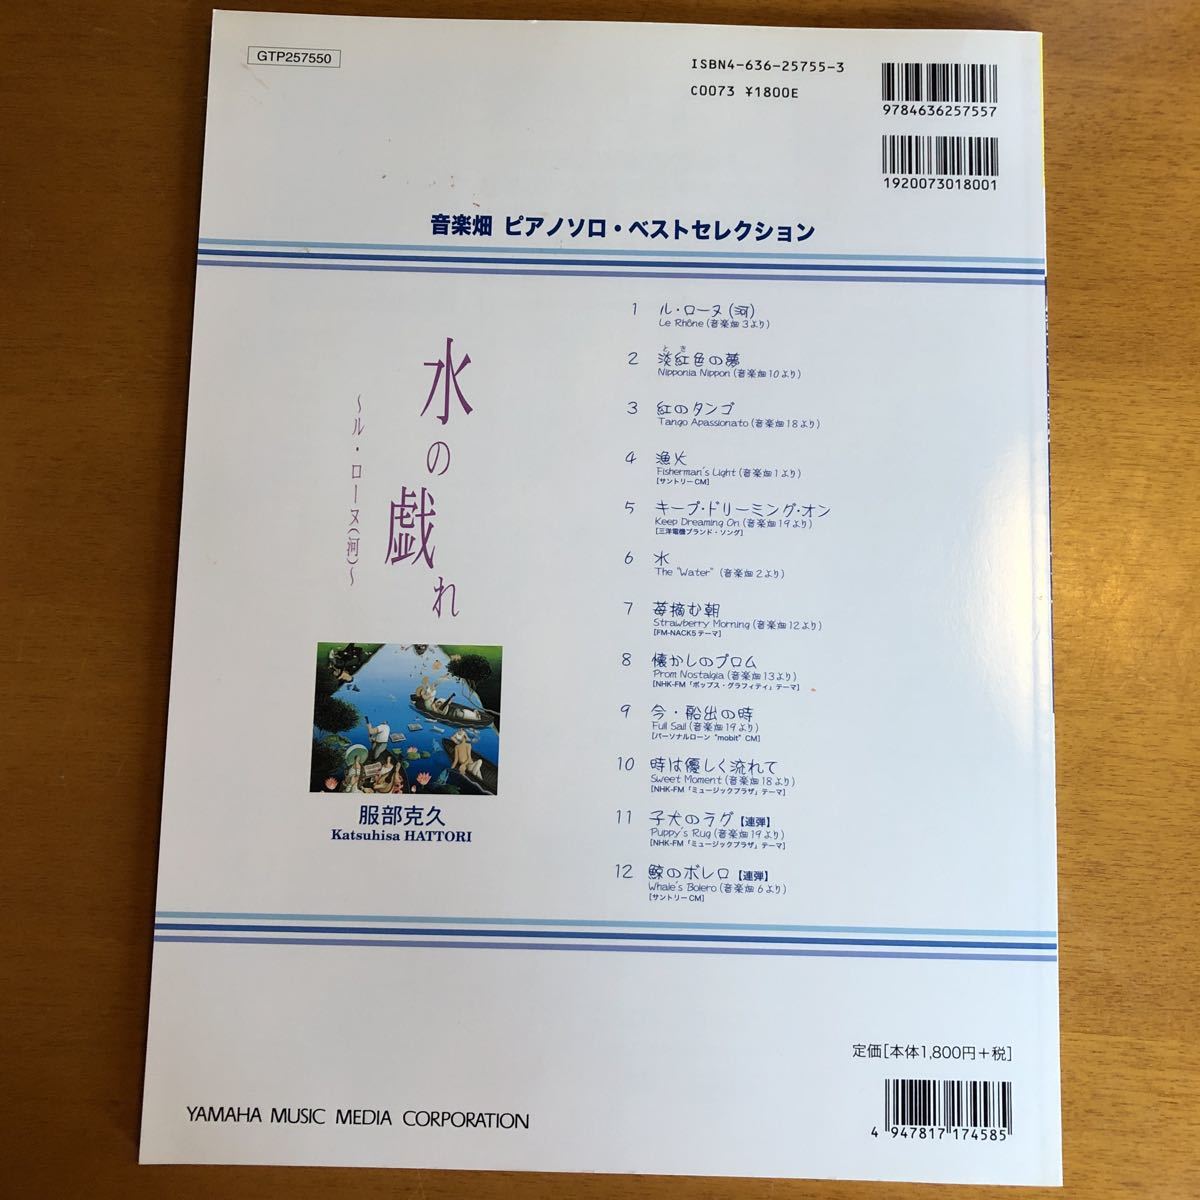 GTP257550
ISBN4-636-25755-3
C0073 ¥1800E
9784636257557
1920073018001
音楽畑 ピアノソロ・ベストセレクション
水の戯れ
〜ル・ローヌ(河)〜
服部克久
Katsuhisa HATTORI
1 ル・ローヌ(河)
Le Rhône (音楽畑3より)
とき
2 淡紅色の夢
Nipponia Nippon (音楽畑10より)
3 紅のタンゴ
Tango Apassionato (音楽畑18より)
4 漁火
Fisherman's Light (音楽畑1より)
[サントリーCM]
5 キープ・ドリーミング・オン
Keep Dreaming On (音楽畑19より)
[三洋電機ブランド・ソング]
6 水
The "Water" (音楽畑2より)
7 苺摘む朝
Strawberry Morning (音楽畑12より)
[FM-NACK5テーマ]
8 懐かしのプロム
Prom Nostalgia (音楽畑13より)
[NHK-FM「ポップス・グラフィティ」テーマ]
9 今・船出の時
Full Sail (音楽畑19より)
[パーソナルローン "mobit" CM]
10 時は優しく流れて
Sweet Moment (音楽畑18より)
[NHK-FM「ミュージックプラザ」テーマ]
11 子犬のラグ【連弾】
Puppy's Rug (音楽畑19より)
[NHK-FM「ミュージックプラザ」テーマ]
12 鯨のボレロ【連弾】
Whale's Bolero (音楽畑6より)
[サントリーCM]
定価[本体1,800円+税]
4 947817 174585
YAMAHA MUSIC MEDIA CORPORATION